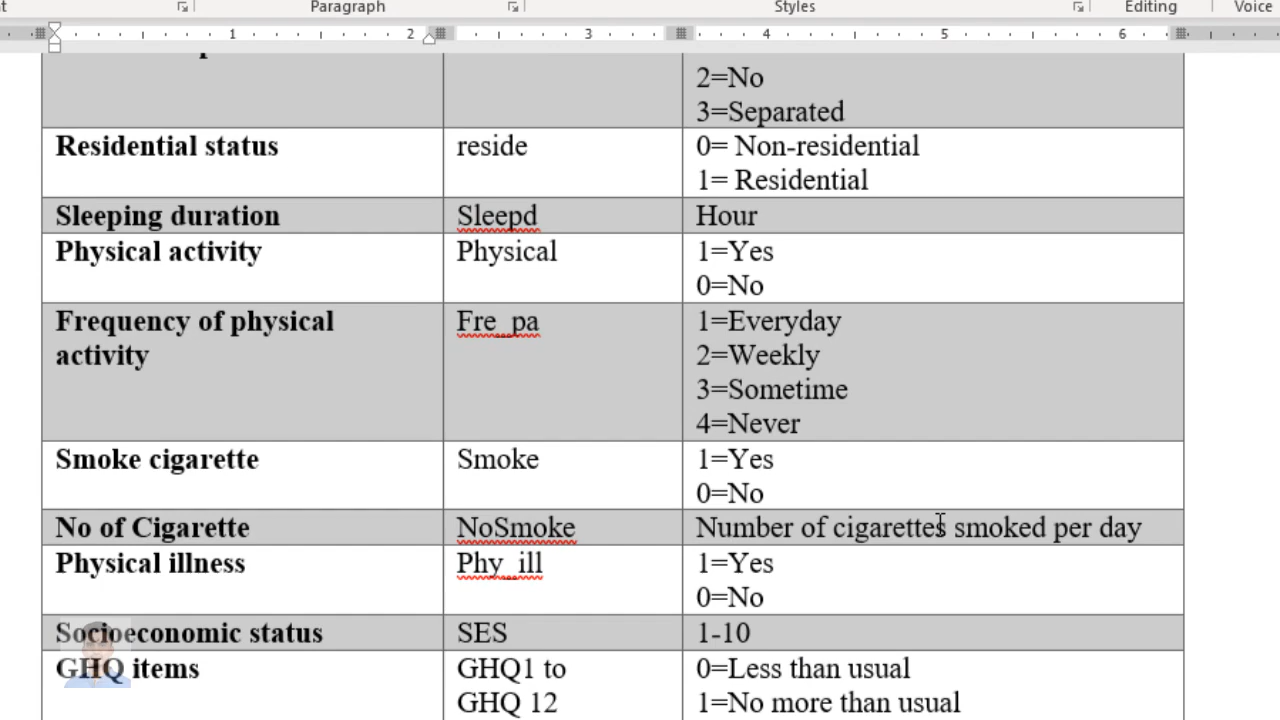 Paragraph Styles Editing Voice
1 2 3 4 5 6
2=No
3=Separated
Residential status reside 0= Non-residential
1= Residential
Sleeping duration Sleepd Hour
Physical activity Physical 1=Yes
0=No
Frequency of physical Fre_pa 1=Everyday
activity 2=Weekly
3=Sometime
4=Never
Smoke cigarette Smoke 1=Yes
0=No
No of Cigarette NoSmoke Number of cigarettes smoked per day
Physical illness Phy_ill 1=Yes
0=No
Socioeconomic status SES 1-10
GHQ items GHQ1 to 0=Less than usual
GHQ 12 1=No more than usual